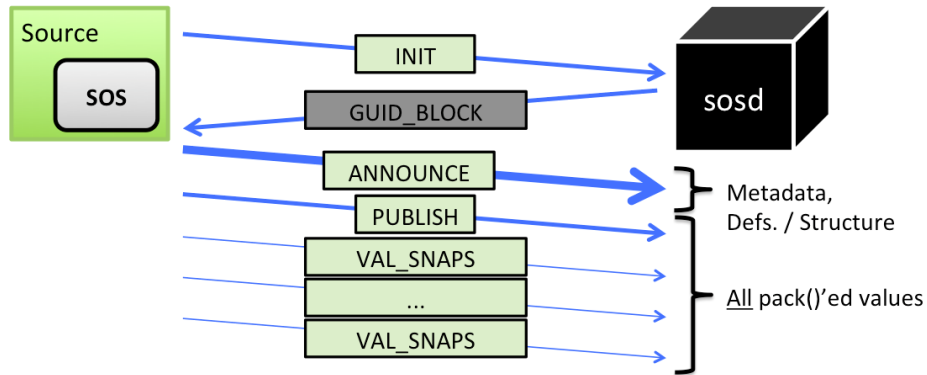 Source
SOS
INIT
sosd
GUID_BLOCK
ANNOUNCE
Metadata,
Defs. / Structure
PUBLISH
VAL_SNAPS
...
All pack()’ed values
VAL_SNAPS